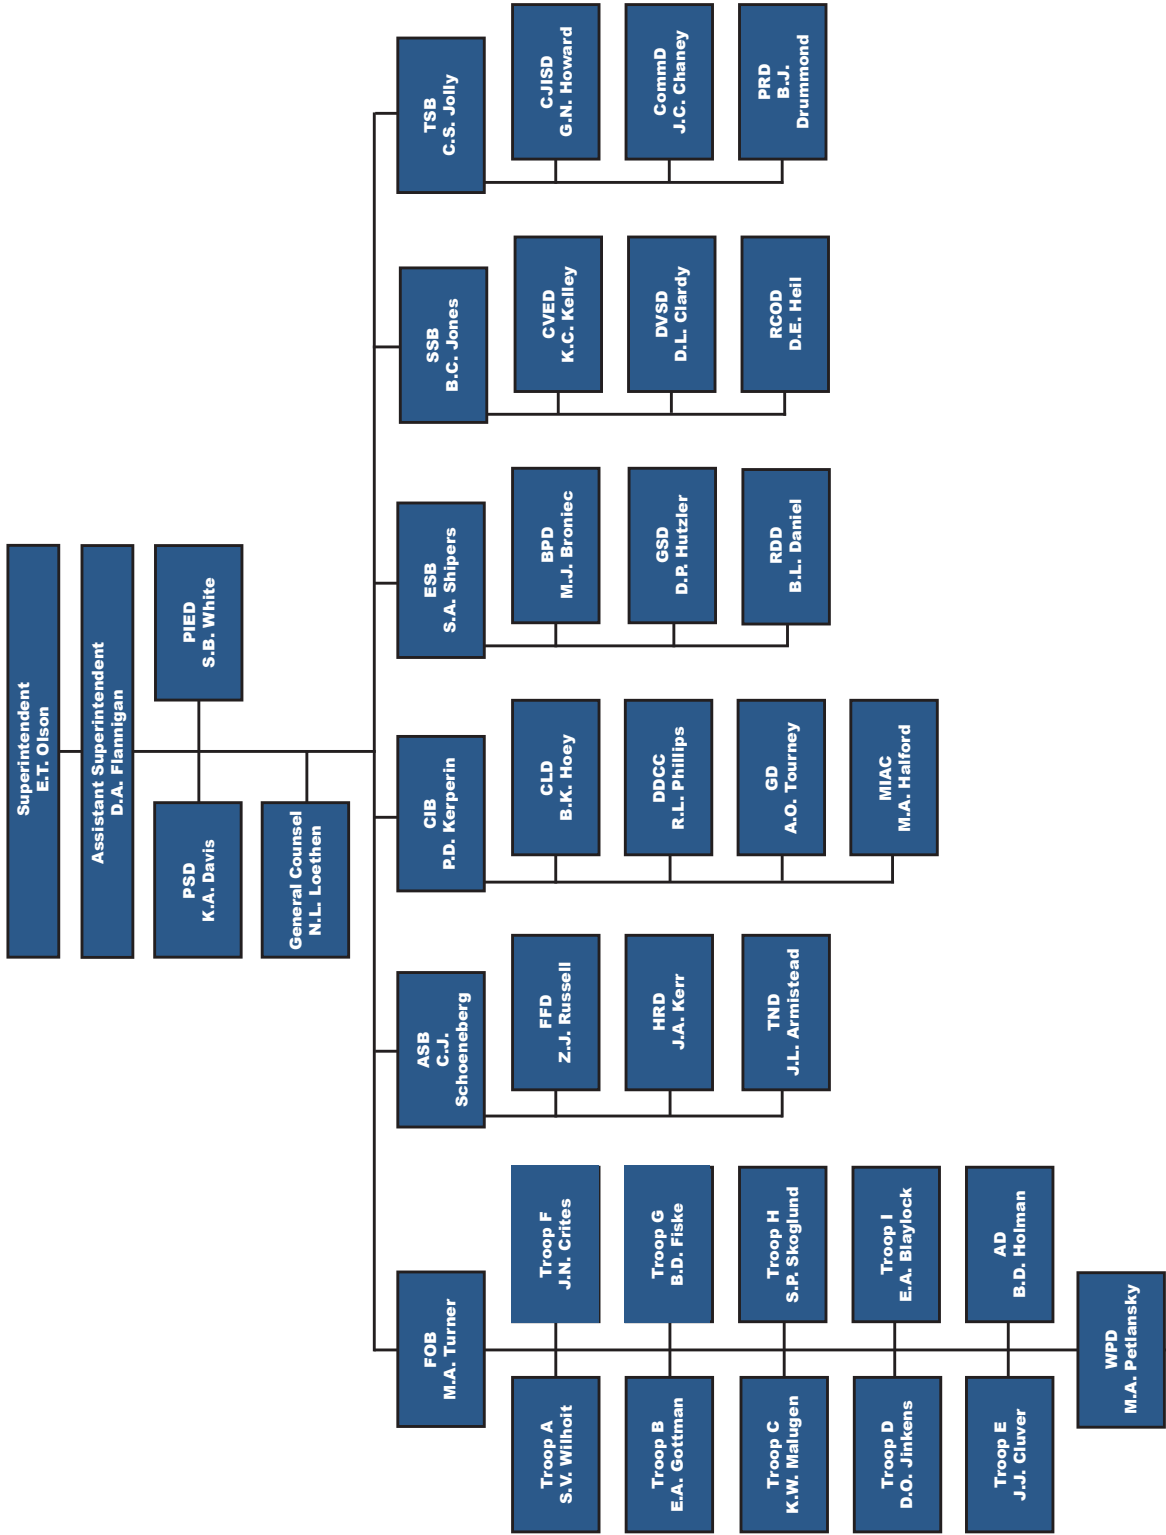 Superintendent
E.T. Olson
Assistant Superintendent
D.A. Flannigan
PSD
K.A. Davis
PIED
S.B. White
General Counsel
N.L. Loethen
FOB
M.A. Turner
Troop A
S.V. Wilhoit
Troop F
J.N. Crites
Troop B
E.A. Gottman
Troop G
B.D. Fiske
Troop C
K.W. Malugen
Troop H
S.P. Skoglund
Troop D
D.O. Jinkens
Troop I
E.A. Blaylock
Troop E
J.J. Cluver
AD
B.D. Holman
WPD
M.A. Petlansky
ASB
C.J.
Schoeneberg
FFD
Z.J. Russell
HRD
J.A. Kerr
TND
J.L. Armistead
CIB
P.D. Kerperin
CLD
B.K. Hoey
DDCC
R.L. Phillips
GD
A.O. Tourney
MIAC
M.A. Halford
ESB
S.A. Shipers
BPD
M.J. Broniec
GSD
D.P. Hutzler
RDD
B.L. Daniel
SSB
B.C. Jones
CVED
K.C. Kelley
DVSD
D.L. Clardy
RCOD
D.E. Heil
TSB
C.S. Jolly
CJISD
G.N. Howard
CommD
J.C. Chaney
PRD
B.J.
Drummond